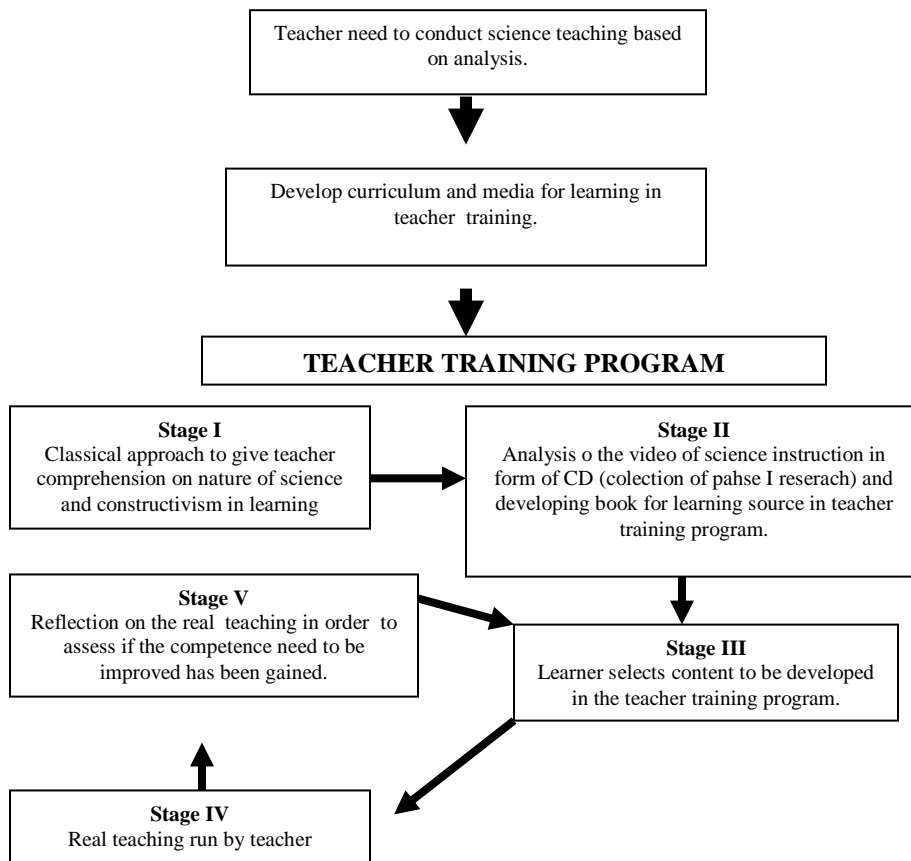 Teacher need to conduct science teaching based
on analysis.
Develop curriculum and media for learning in
teacher training.
TEACHER TRAINING PROGRAM
Stage I
Classical approach to give teacher
comprehension on nature of science
and constructivism in learning
Stage II
Analysis o the video of science instruction in
form of CD (colection of pahse I reserach) and
developing book for learning source in teacher
training program.
Stage V
Reflection on the real teaching in order to
assess if the competence need to be
improved has been gained.
Stage III
Learner selects content to be developed
in the teacher training program.
Stage IV
Real teaching run by teacher